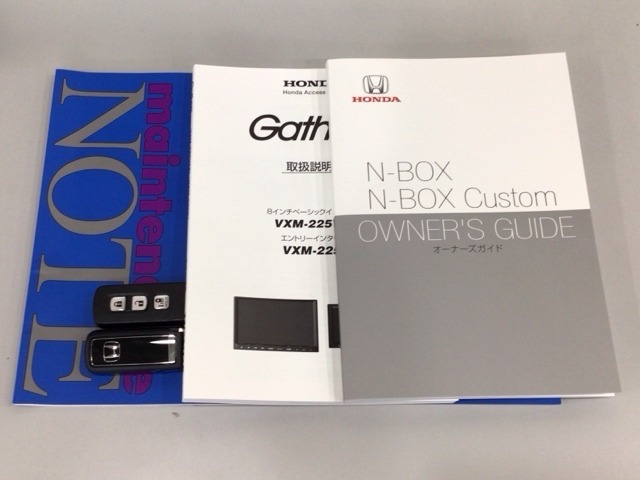 maintenance
NOTE
HOND
Honda Access
Gath
取扱説明
8インチベーシックイ
VXM-225
エントリーインタ
VXM-225
HONDA
N-BOX
N-BOX Custom
OWNER'S GUIDE
オーナーズガイド